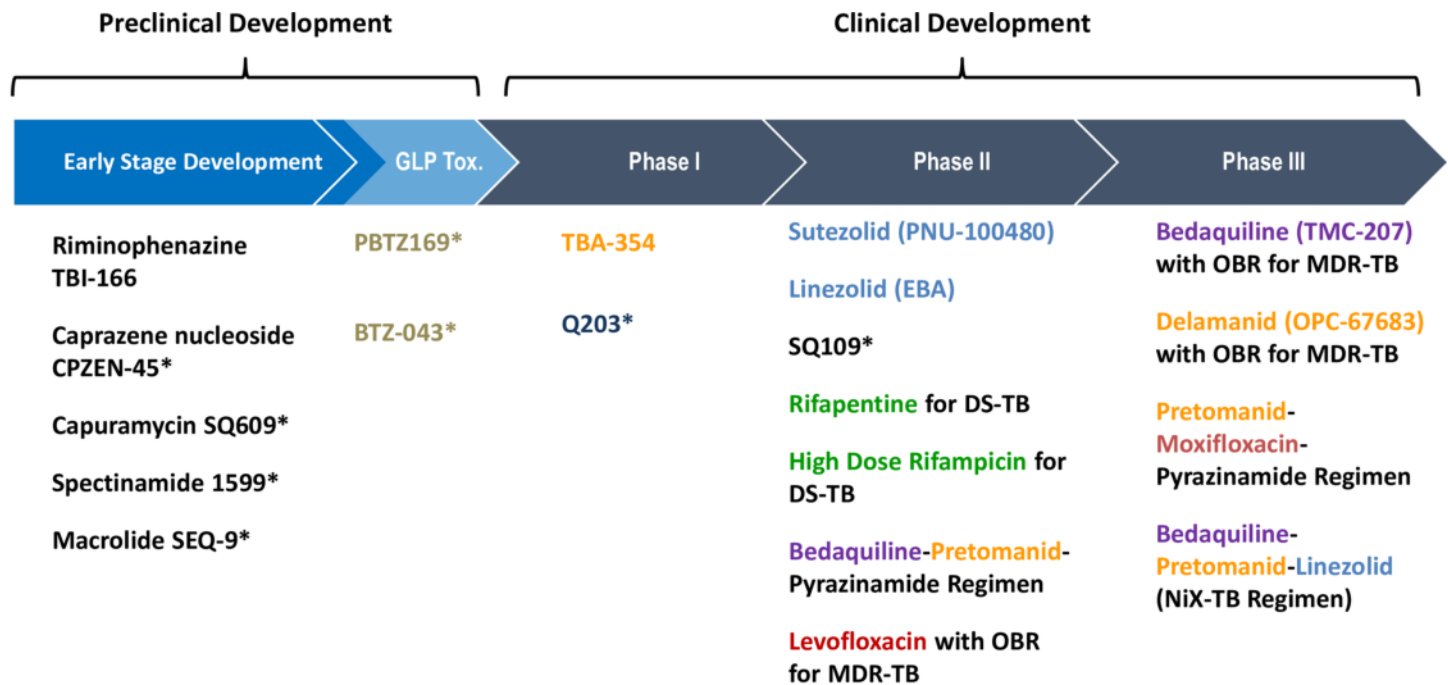 Preclinical Development
Clinical Development
Early Stage Development
GLP Tox.
Phase I
Phase II
Phase III
Riminophenazine
TBI-166
Caprazene nucleoside
CPZEN-45*
Capuramycin SQ609*
Spectinamide 1599*
Macrolide SEQ-9*
PBTZ169*
BTZ-043*
TBA-354
Q203*
Sutezolid (PNU-100480)
Linezolid (EBA)
SQ109*
Rifapentine for DS-TB
High Dose Rifampicin for
DS-TB
Bedaquiline-Pretomanid-
Pyrazinamide Regimen
Levofloxacin with OBR
for MDR-TB
Bedaquiline (TMC-207)
with OBR for MDR-TB
Delamanid (OPC-67683)
with OBR for MDR-TB
Pretomanid-
Moxifloxacin-
Pyrazinamide Regimen
Bedaquiline-
Pretomanid-Linezolid
(NiX-TB Regimen)